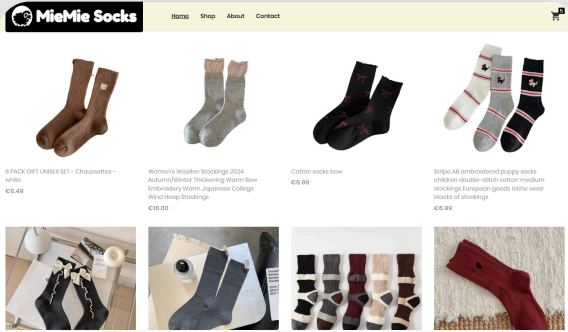 MieMie Socks
Home Shop About Contact
6 PACK GIFT UNISEX SET - Chaussettes -
white
€6.49
Women's Woollen Stockings 2024
Autumn/Winter Thickening Warm Bow
Embroidery Warm Japanese College
Wind Heap Stockings
€18.00
Cotton socks bow
€6.99
Stripe AB embroidered puppy socks
children double-stitch cotton medium
stockings European goods niche wear
stacks of stockings
€6.99